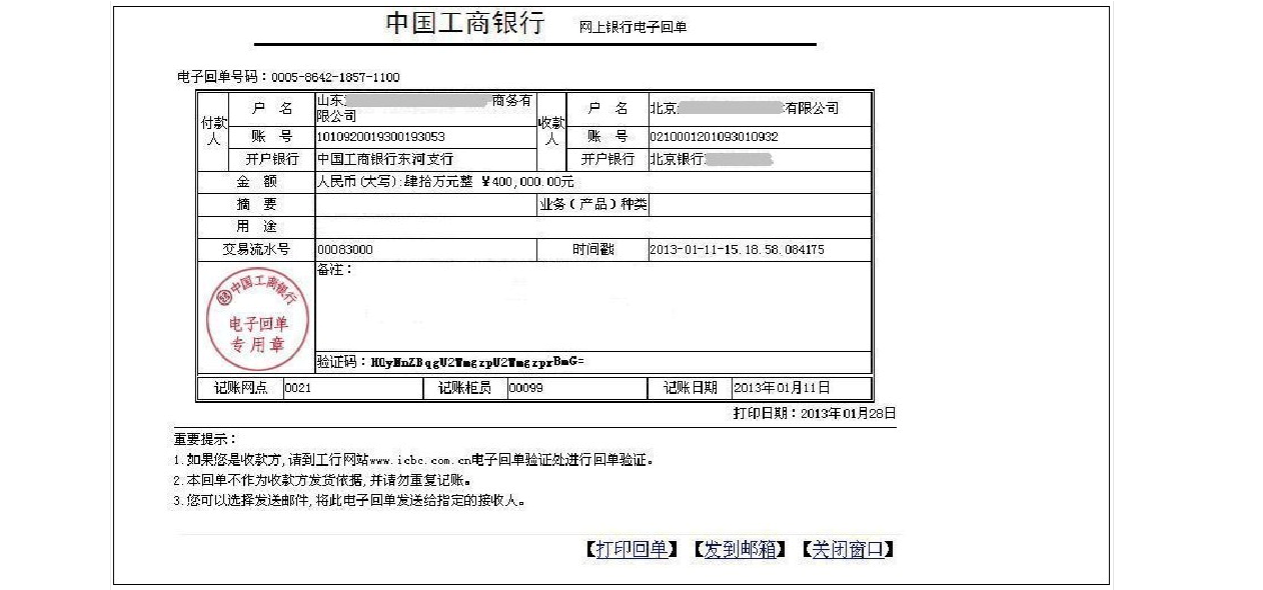 中国工商银行 网上银行电子回单
电子回单号码：0005-8642-1857-1100
付款人 户 名 山东 商务有限公司 收款人 户 名 北京 有限公司
账 号 1010920019300193053 账 号 0210001201093010932
开户银行 中国工商银行东河支行 开户银行 北京银行
金 额 人民币(大写):肆拾万元整 ￥400,000.00元
摘 要 业务(产品)种类
用 途
交易流水号 00083000 时间戳 2013-01-11-15.18.58.084175
备注：
中国工商银行
电子回单
专用章
验证码：
记账网点 0021 记账柜员 00099 记账日期 2013年01月11日
打印日期：2013年01月28日
重要提示：
1.如果您是收款方,请到工行网站www.icbc.com.cn电子回单验证处进行回单验证。
2.本回单不作为收款方发货依据,并请勿重复记账。
3.您可以选择发送邮件,将此电子回单发送给指定的接收人。
【打印回单】 【发到邮箱】 【关闭窗口】